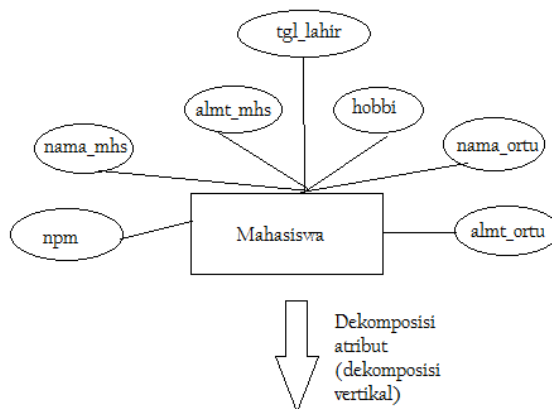 tgl_lahir
almt_mhs
hobbi
nama_mhs
nama_ortu
npm
Mahasiswa
almt_ortu
Dekomposisi
atribut
(dekomposisi
vertikal)